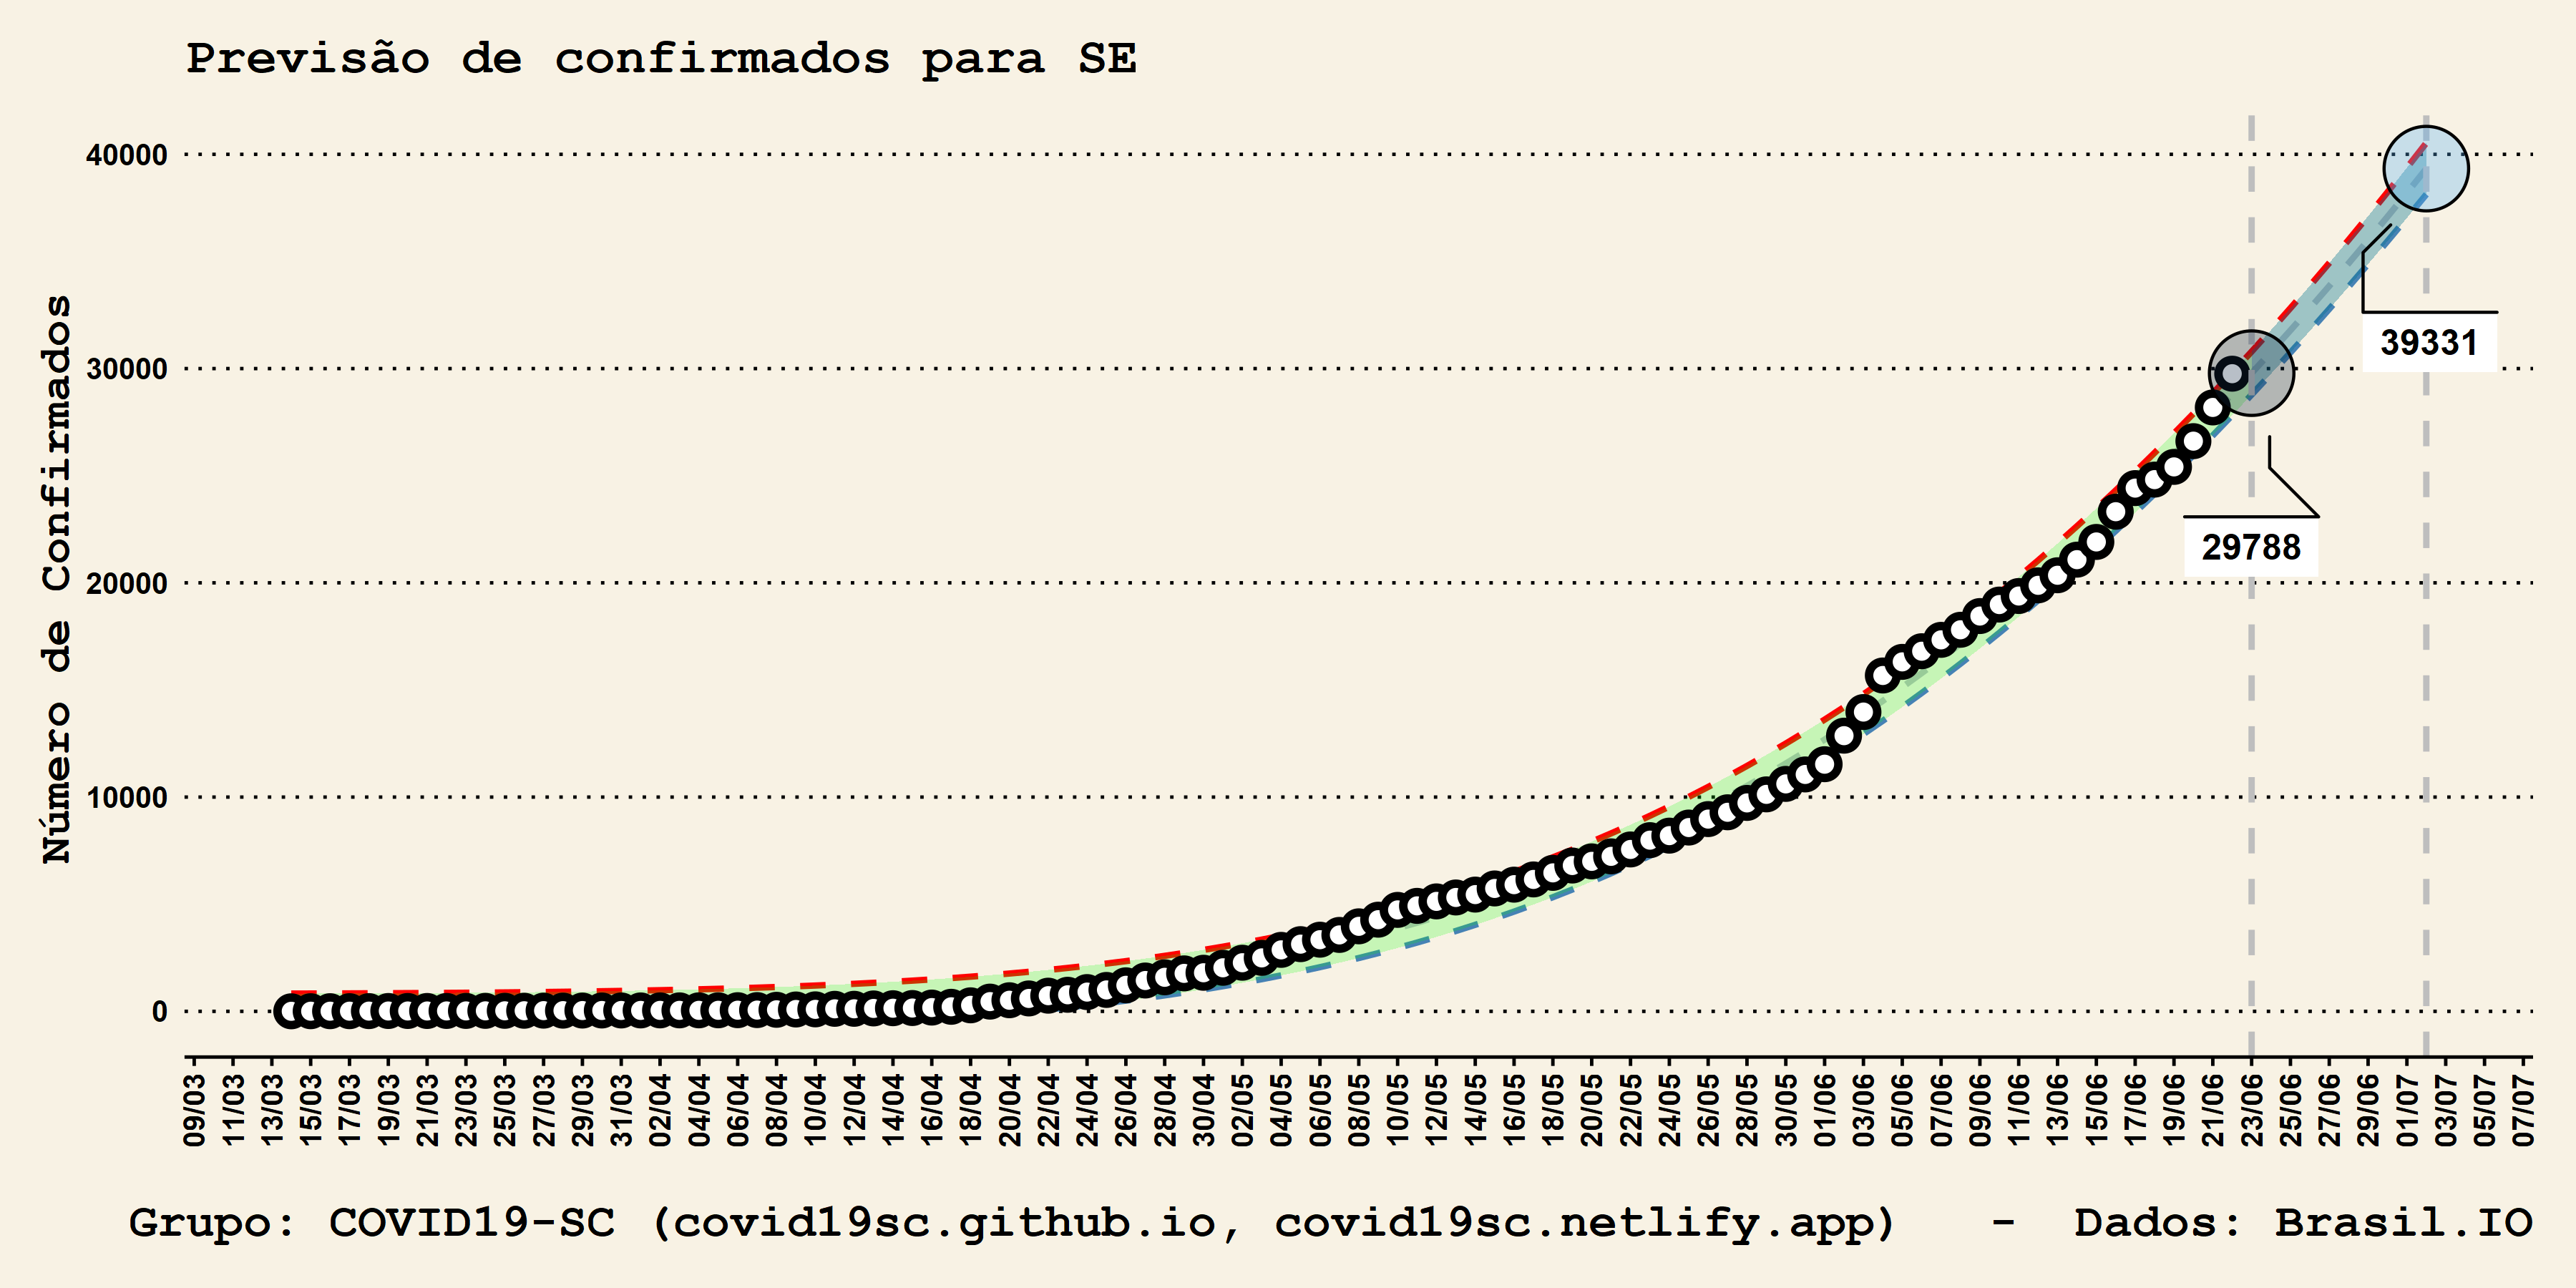 Previsão de confirmados para SE
Número de Confirmados
40000
30000
20000
10000
0
39331
29788
09/03 11/03 13/03 15/03 17/03 19/03 21/03 23/03 25/03 27/03 29/03 31/03 02/04 04/04 06/04 08/04 10/04 12/04 14/04 16/04 18/04 20/04 22/04 24/04 26/04 28/04 30/04 02/05 04/05 06/05 08/05 10/05 12/05 14/05 16/05 18/05 20/05 22/05 24/05 26/05 28/05 30/05 01/06 03/06 05/06 07/06 09/06 11/06 13/06 15/06 17/06 19/06 21/06 23/06 25/06 27/06 29/06 01/07 03/07 05/07 07/07
Grupo: COVID19-SC (covid19sc.github.io, covid19sc.netlify.app) - Dados: Brasil.IO